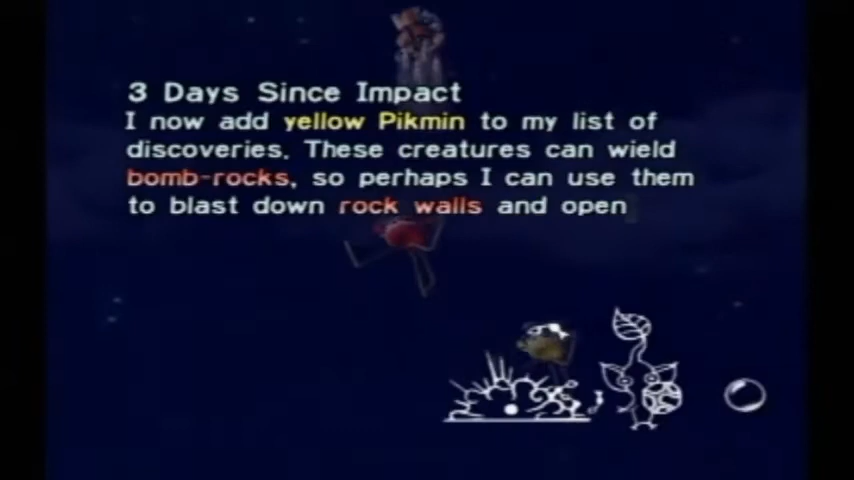 3 Days Since Impact
I now add yellow Pikmin to my list of
discoveries. These creatures can wield
bomb-rocks, so perhaps I can use them
to blast down rock walls and open